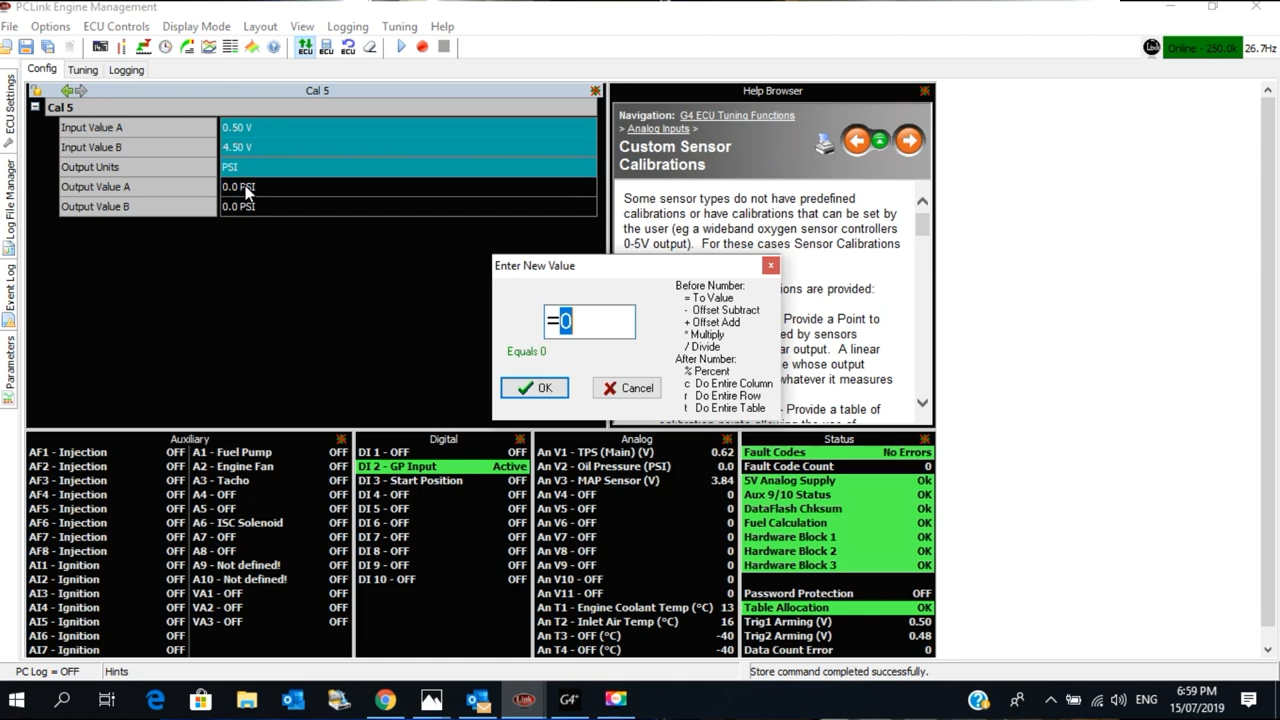 PCLink Engine Management
File Options ECU Controls Display Mode Layout View Logging Tuning Help
Online - 250.0k 26.7Hz
Config Tuning Logging
ECU Settings
Log File Manager
Event Log
Parameters
Cal 5
Cal 5
Input Value A 0.50 V
Input Value B 4.50 V
Output Units PSI
Output Value A 0.0 PSI
Output Value B 0.0 PSI
Help Browser
Navigation: G4 ECU Tuning Functions
> Analog Inputs >
Custom Sensor
Calibrations
Some sensor types do not have predefined
calibrations or have calibrations that can be set by
the user (eg a wideband oxygen sensor controllers
0-5V output). For these cases Sensor Calibrations
ions are provided:
Provide a Point to
ed by sensors
ar output. A linear
e whose output
whatever it measures
- Provide a table of
Enter New Value x
=0
Equals 0
OK Cancel
Before Number:
= To Value
- Offset Subtract
+ Offset Add
* Multiply
/ Divide
After Number:
% Percent
c Do Entire Column
r Do Entire Row
t Do Entire Table
Auxiliary
AF1 - Injection OFF A1 - Fuel Pump OFF
AF2 - Injection OFF A2 - Engine Fan OFF
AF3 - Injection OFF A3 - Tacho OFF
AF4 - Injection OFF A4 - OFF OFF
AF5 - Injection OFF A5 - OFF OFF
AF6 - Injection OFF A6 - ISC Solenoid OFF
AF7 - Injection OFF A7 - OFF OFF
AF8 - Injection OFF A8 - OFF OFF
AI1 - Ignition OFF A9 - Not defined! OFF
AI2 - Ignition OFF A10 - Not defined! OFF
AI3 - Ignition OFF VA1 - OFF OFF
AI4 - Ignition OFF VA2 - OFF OFF
AI5 - Ignition OFF VA3 - OFF OFF
AI6 - Ignition OFF
AI7 - Ignition OFF
Digital
DI 1 - OFF OFF
DI 2 - GP Input Active
DI 3 - Start Position OFF
DI 4 - OFF OFF
DI 5 - OFF OFF
DI 6 - OFF OFF
DI 7 - OFF OFF
DI 8 - OFF OFF
DI 9 - OFF OFF
DI 10 - OFF OFF
Analog
An V1 - TPS (Main) (V) 0.62
An V2 - Oil Pressure (PSI) 0.0
An V3 - MAP Sensor (V) 3.84
An V4 - OFF 0
An V5 - OFF 0
An V6 - OFF 0
An V7 - OFF 0
An V8 - OFF 0
An V9 - OFF 0
An V10 - OFF 0
An V11 - OFF 0
An T1 - Engine Coolant Temp (°C) 13
An T2 - Inlet Air Temp (°C) 16
An T3 - OFF (°C) -40
An T4 - OFF (°C) -40
Status
Fault Codes No Errors
Fault Code Count 0
5V Analog Supply Ok
Aux 9/10 Status OK
DataFlash Chksum OK
Fuel Calculation OK
Hardware Block 1 OK
Hardware Block 2 OK
Hardware Block 3 OK
Password Protection OFF
Table Allocation OK
Trig1 Arming (V) 0.50
Trig2 Arming (V) 0.48
Data Count Error 0
PC Log = OFF Hints Store command completed successfully.
Link G4+ ENG 6:59 PM
15/07/2019